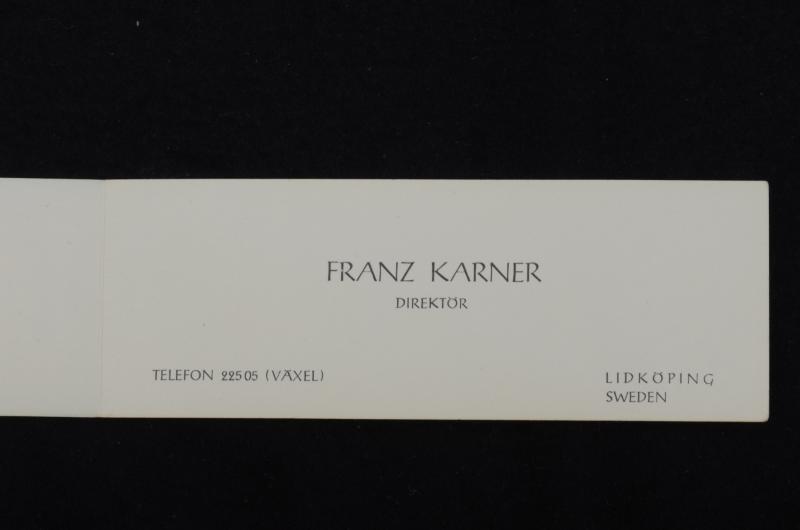 FRANZ KARNER
DIREKTÖR
TELEFON 22505 (VÄXEL)
LIDKÖPING
SWEDEN